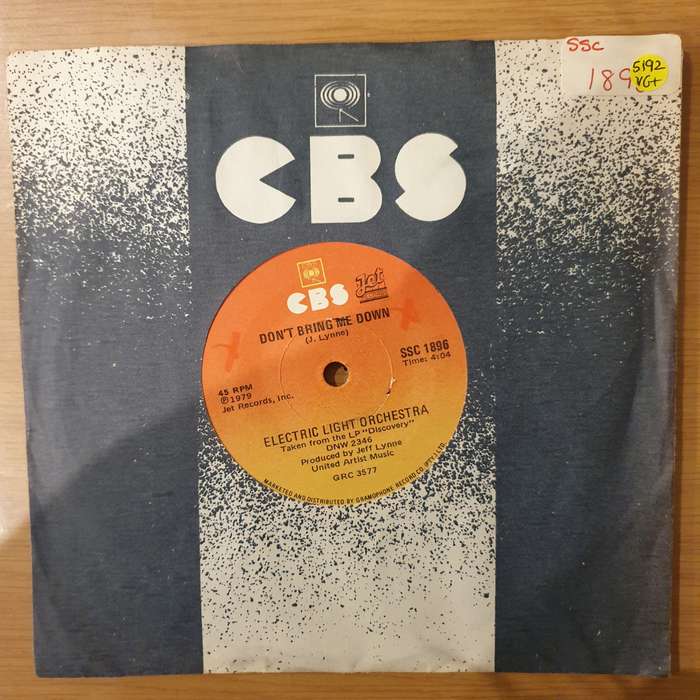 SSC
189
5192
VG+
CBS
CBS Jet
DON'T BRING ME DOWN
(J. Lynne)
SSC 1896
Time: 4:04
45 RPM
℗1979
Jet Records, Inc.
ELECTRIC LIGHT ORCHESTRA
Taken from the LP "Discovery"
DNW 2346
Produced by Jeff Lynne
United Artist Music
GRC 3577
MARKETED AND DISTRIBUTED BY GRAMOPHONE RECORD CO. (PTY) LTD.